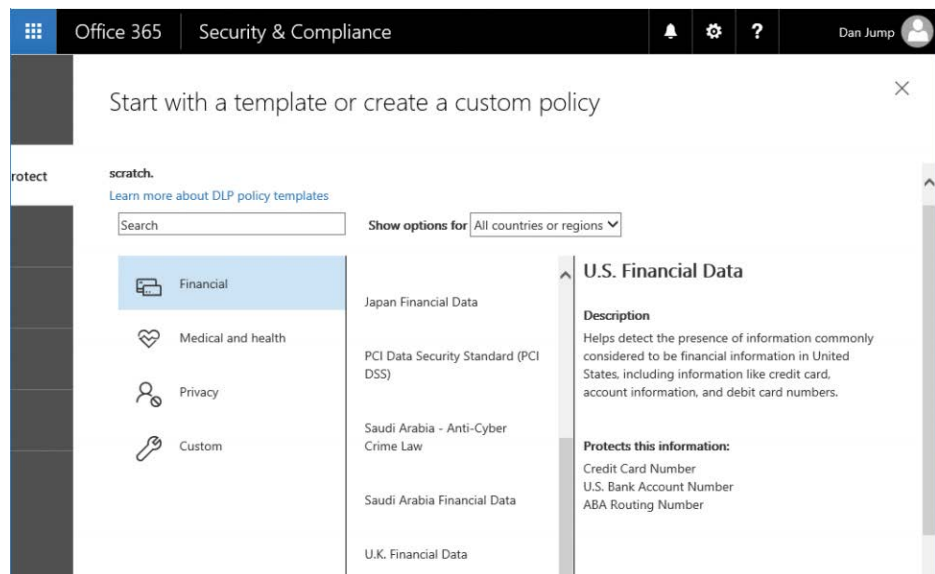 Office 365
Security & Compliance
?
Dan Jump
Start with a template or create a custom policy
rotect
scratch.
Learn more about DLP policy templates
Search
Show options for All countries or regions
Financial
Medical and health
Privacy
Custom
Japan Financial Data
PCI Data Security Standard (PCI
DSS)
Saudi Arabia - Anti-Cyber
Crime Law
Saudi Arabia Financial Data
U.K. Financial Data
U.S. Financial Data
Description
Helps detect the presence of information commonly
considered to be financial information in United
States, including information like credit card,
account information, and debit card numbers.
Protects this information:
Credit Card Number
U.S. Bank Account Number
ABA Routing Number